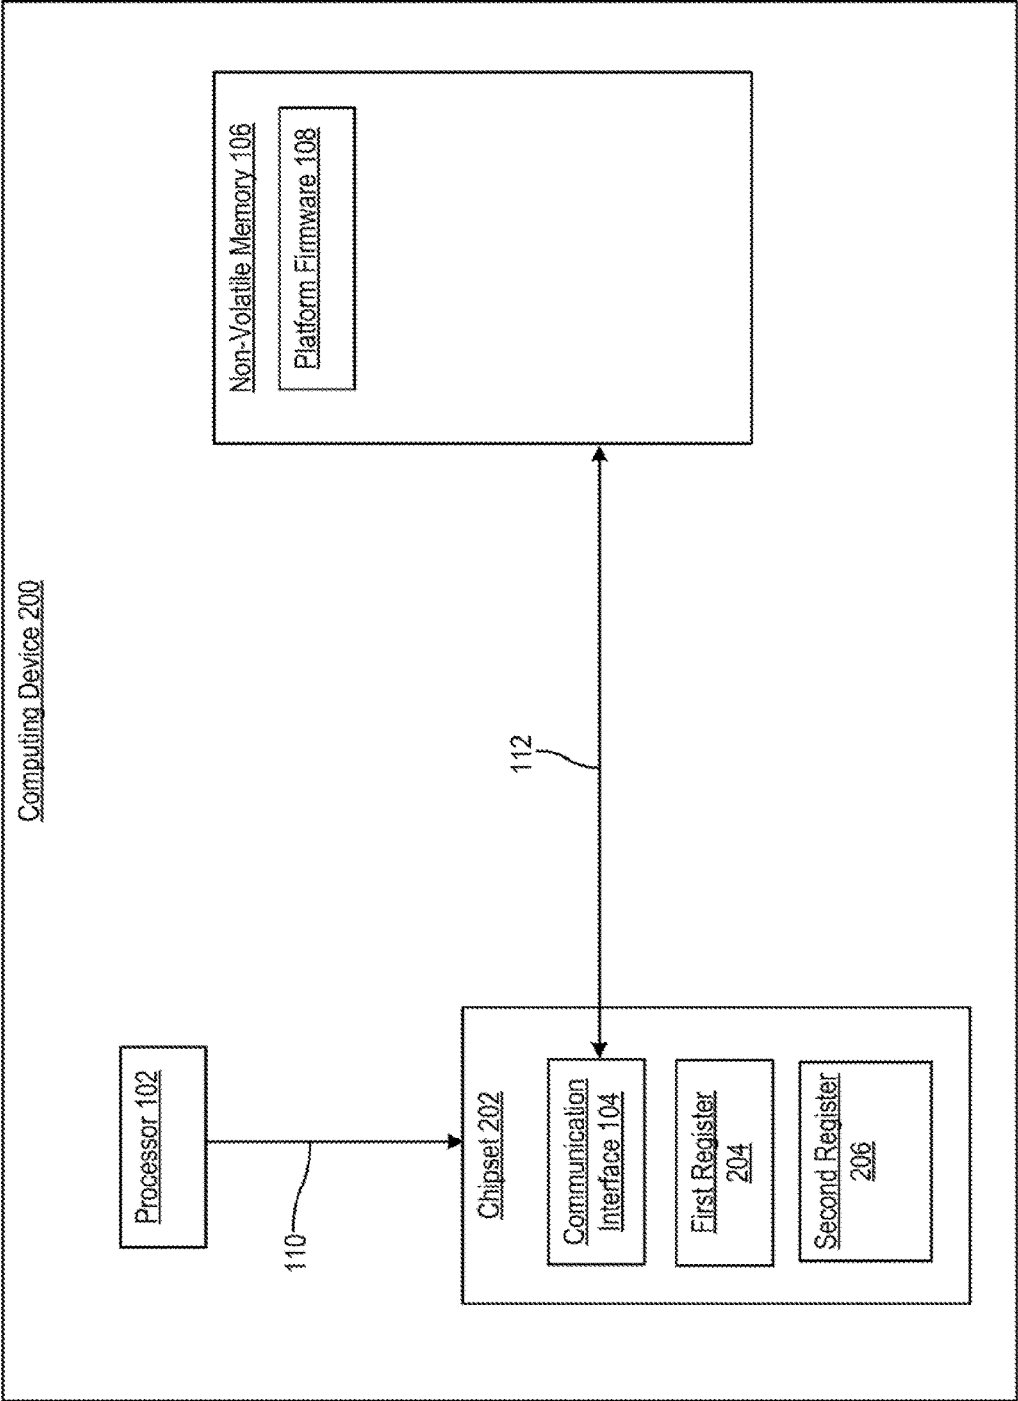 Computing Device 200
Processor 102
110
Chipset 202
Communication
Interface 104
First Register
204
Second Register
206
112
Non-Volatile Memory 106
Platform Firmware 108